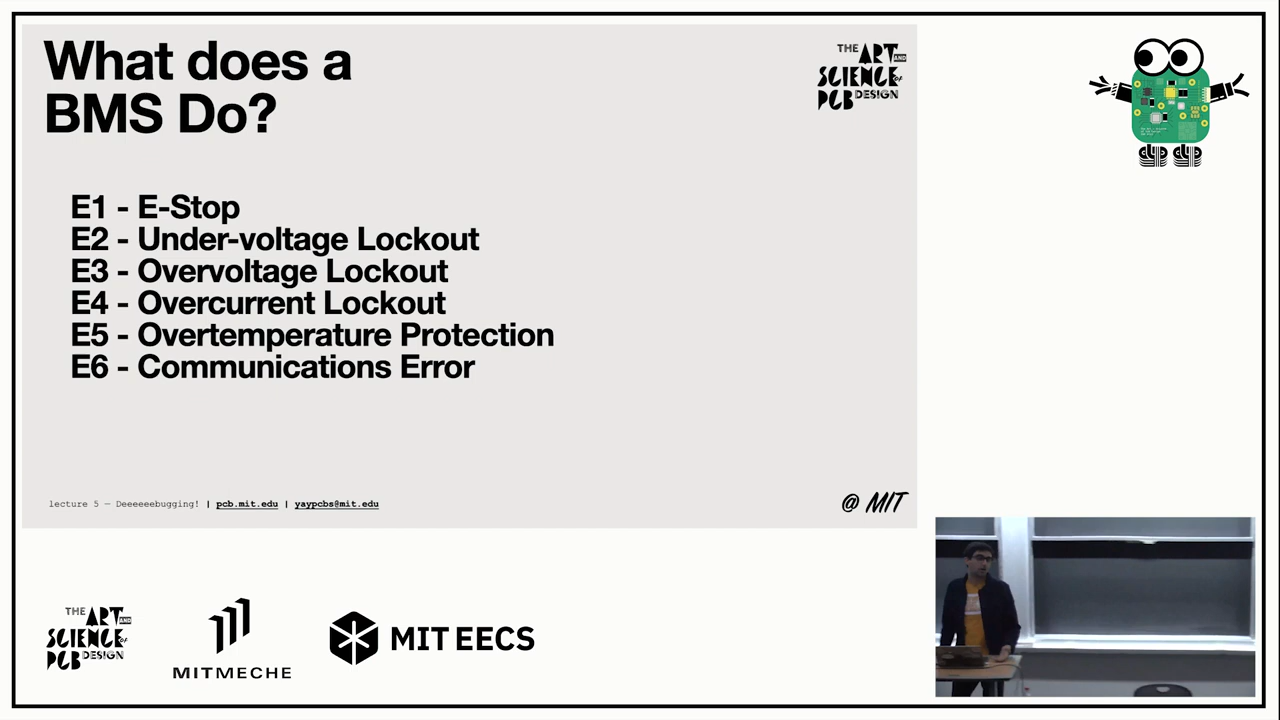 What does a
BMS Do?
THE ART AND
SCIENCE of
PCB DESIGN
E1 - E-Stop
E2 - Under-voltage Lockout
E3 - Overvoltage Lockout
E4 - Overcurrent Lockout
E5 - Overtemperature Protection
E6 - Communications Error
lecture 5 — Deeeeeebugging! | pcb.mit.edu | yaypcbs@mit.edu
@ MIT
THE ART AND
SCIENCE of
PCB DESIGN
MITMECHE
MIT EECS